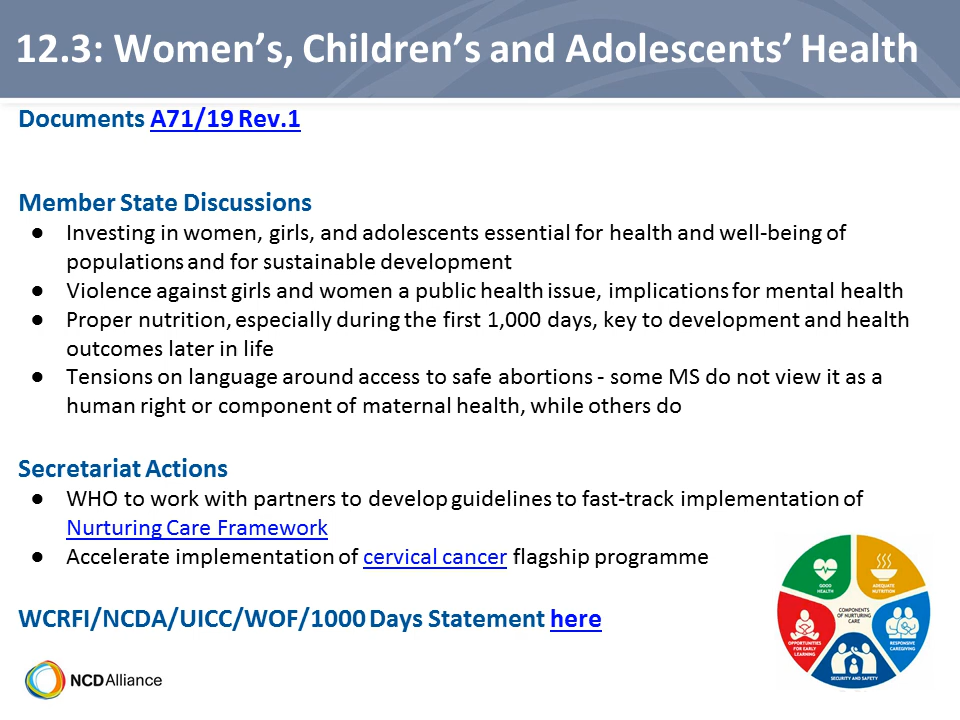 12.3: Women’s, Children’s and Adolescents’ Health
Documents A71/19 Rev.1
Member State Discussions
● Investing in women, girls, and adolescents essential for health and well-being of
populations and for sustainable development
● Violence against girls and women a public health issue, implications for mental health
● Proper nutrition, especially during the first 1,000 days, key to development and health
outcomes later in life
● Tensions on language around access to safe abortions - some MS do not view it as a
human right or component of maternal health, while others do
Secretariat Actions
● WHO to work with partners to develop guidelines to fast-track implementation of
Nurturing Care Framework
● Accelerate implementation of cervical cancer flagship programme
WCRFI/NCDA/UICC/WOF/1000 Days Statement here
GOOD
HEALTH
ADEQUATE
NUTRITION
COMPONENTS
OF NURTURING
CARE
OPPORTUNITIES
FOR EARLY
LEARNING
RESPONSIVE
CAREGIVING
SECURITY AND SAFETY
NCD Alliance